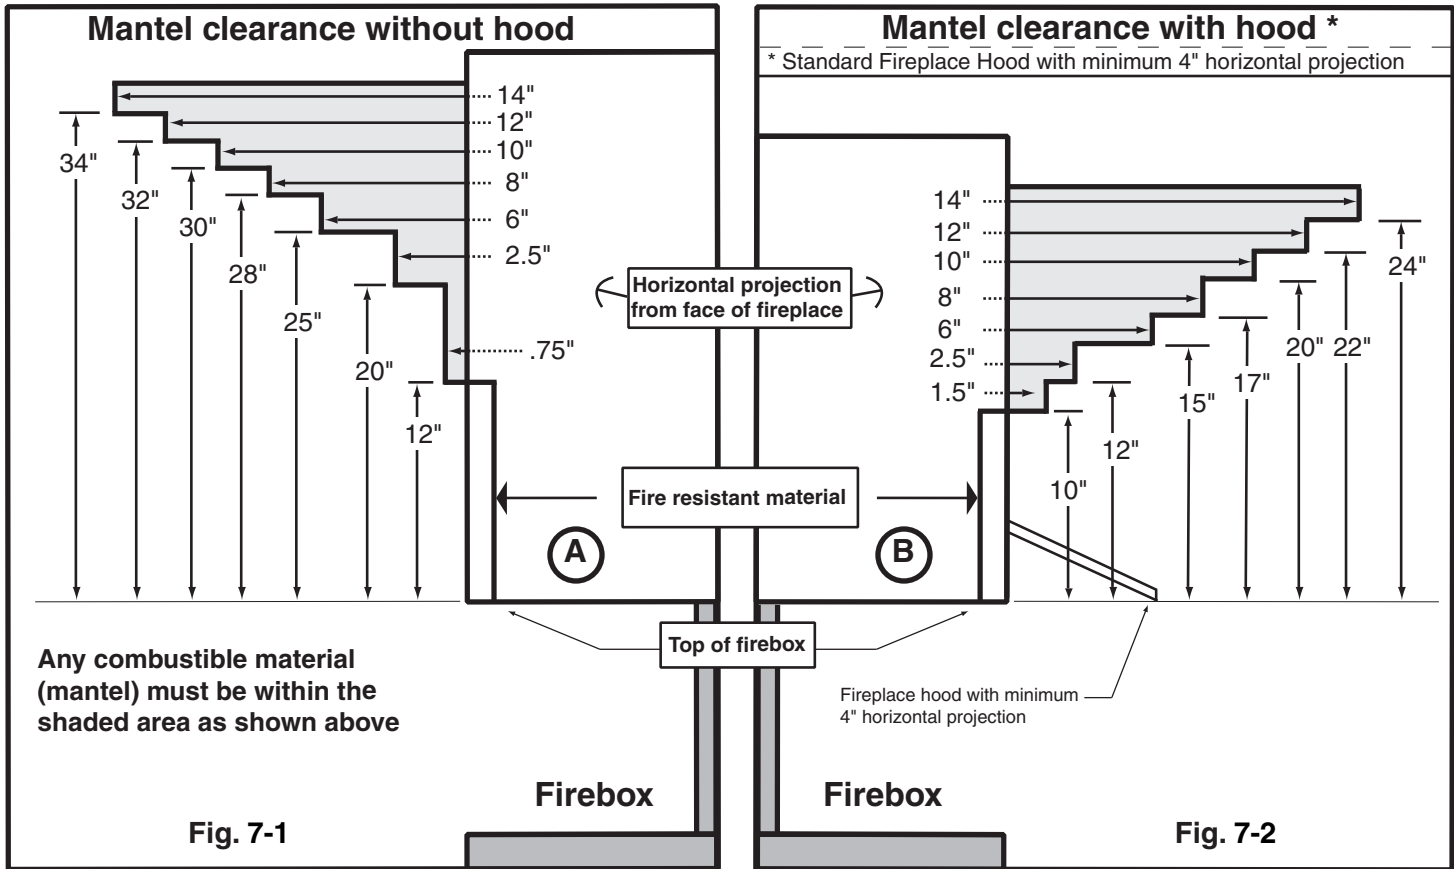 Mantel clearance without hood
14"
12"
10"
8"
6"
2.5"
.75"
34"
32"
30"
28"
25"
20"
12"
Mantel clearance with hood *
* Standard Fireplace Hood with minimum 4" horizontal projection
14"
12"
10"
8"
6"
2.5"
1.5"
24"
22"
20"
17"
15"
12"
10"
Horizontal projection
from face of fireplace
Fire resistant material
A
B
Top of firebox
Any combustible material
(mantel) must be within the
shaded area as shown above
Fireplace hood with minimum
4" horizontal projection
Firebox
Firebox
Fig. 7-1
Fig. 7-2